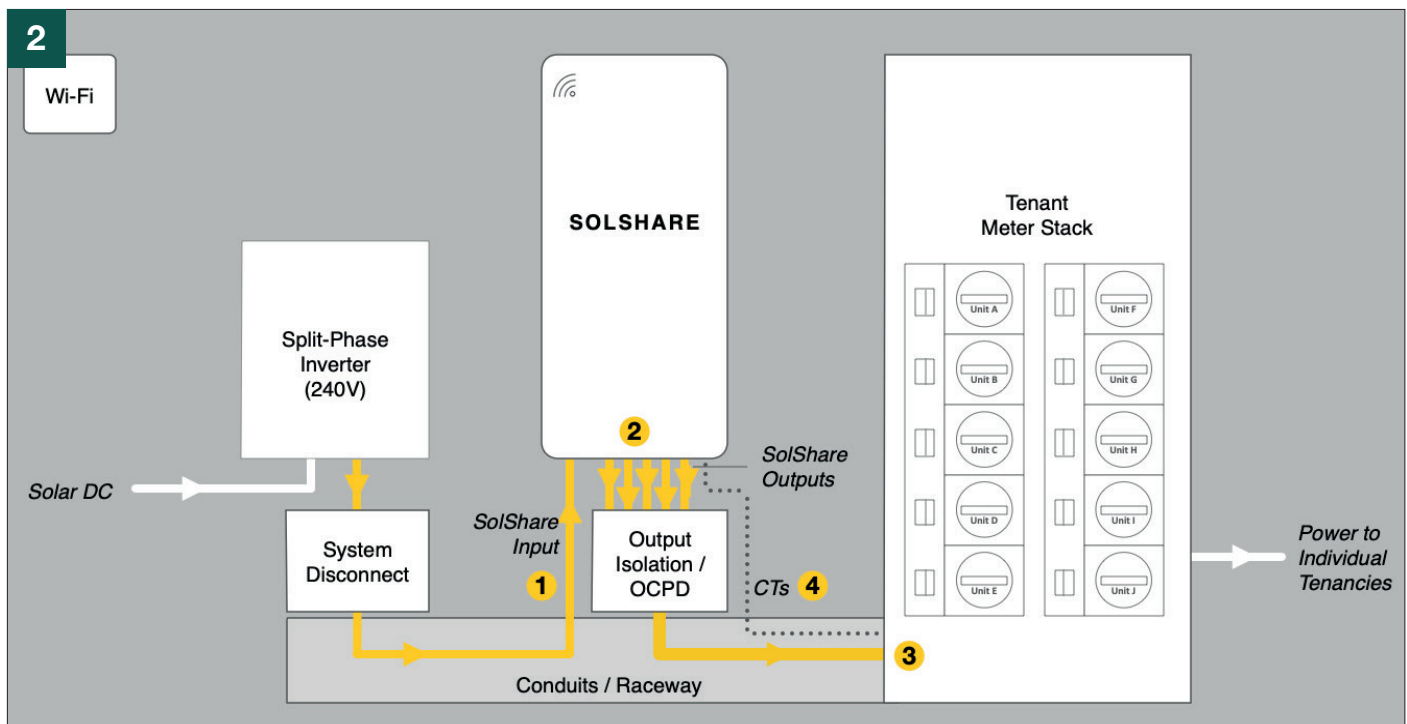 2
Wi-Fi
SOLSHARE
Tenant
Meter Stack
Unit A
Unit F
Unit B
Unit G
Unit C
Unit H
Unit D
Unit I
Unit E
Unit J
Split-Phase
Inverter
(240V)
2
SolShare
Outputs
Solar DC
System
Disconnect
SolShare
Input
1
Output
Isolation /
OCPD
CTs 4
Power to
Individual
Tenancies
3
Conduits / Raceway